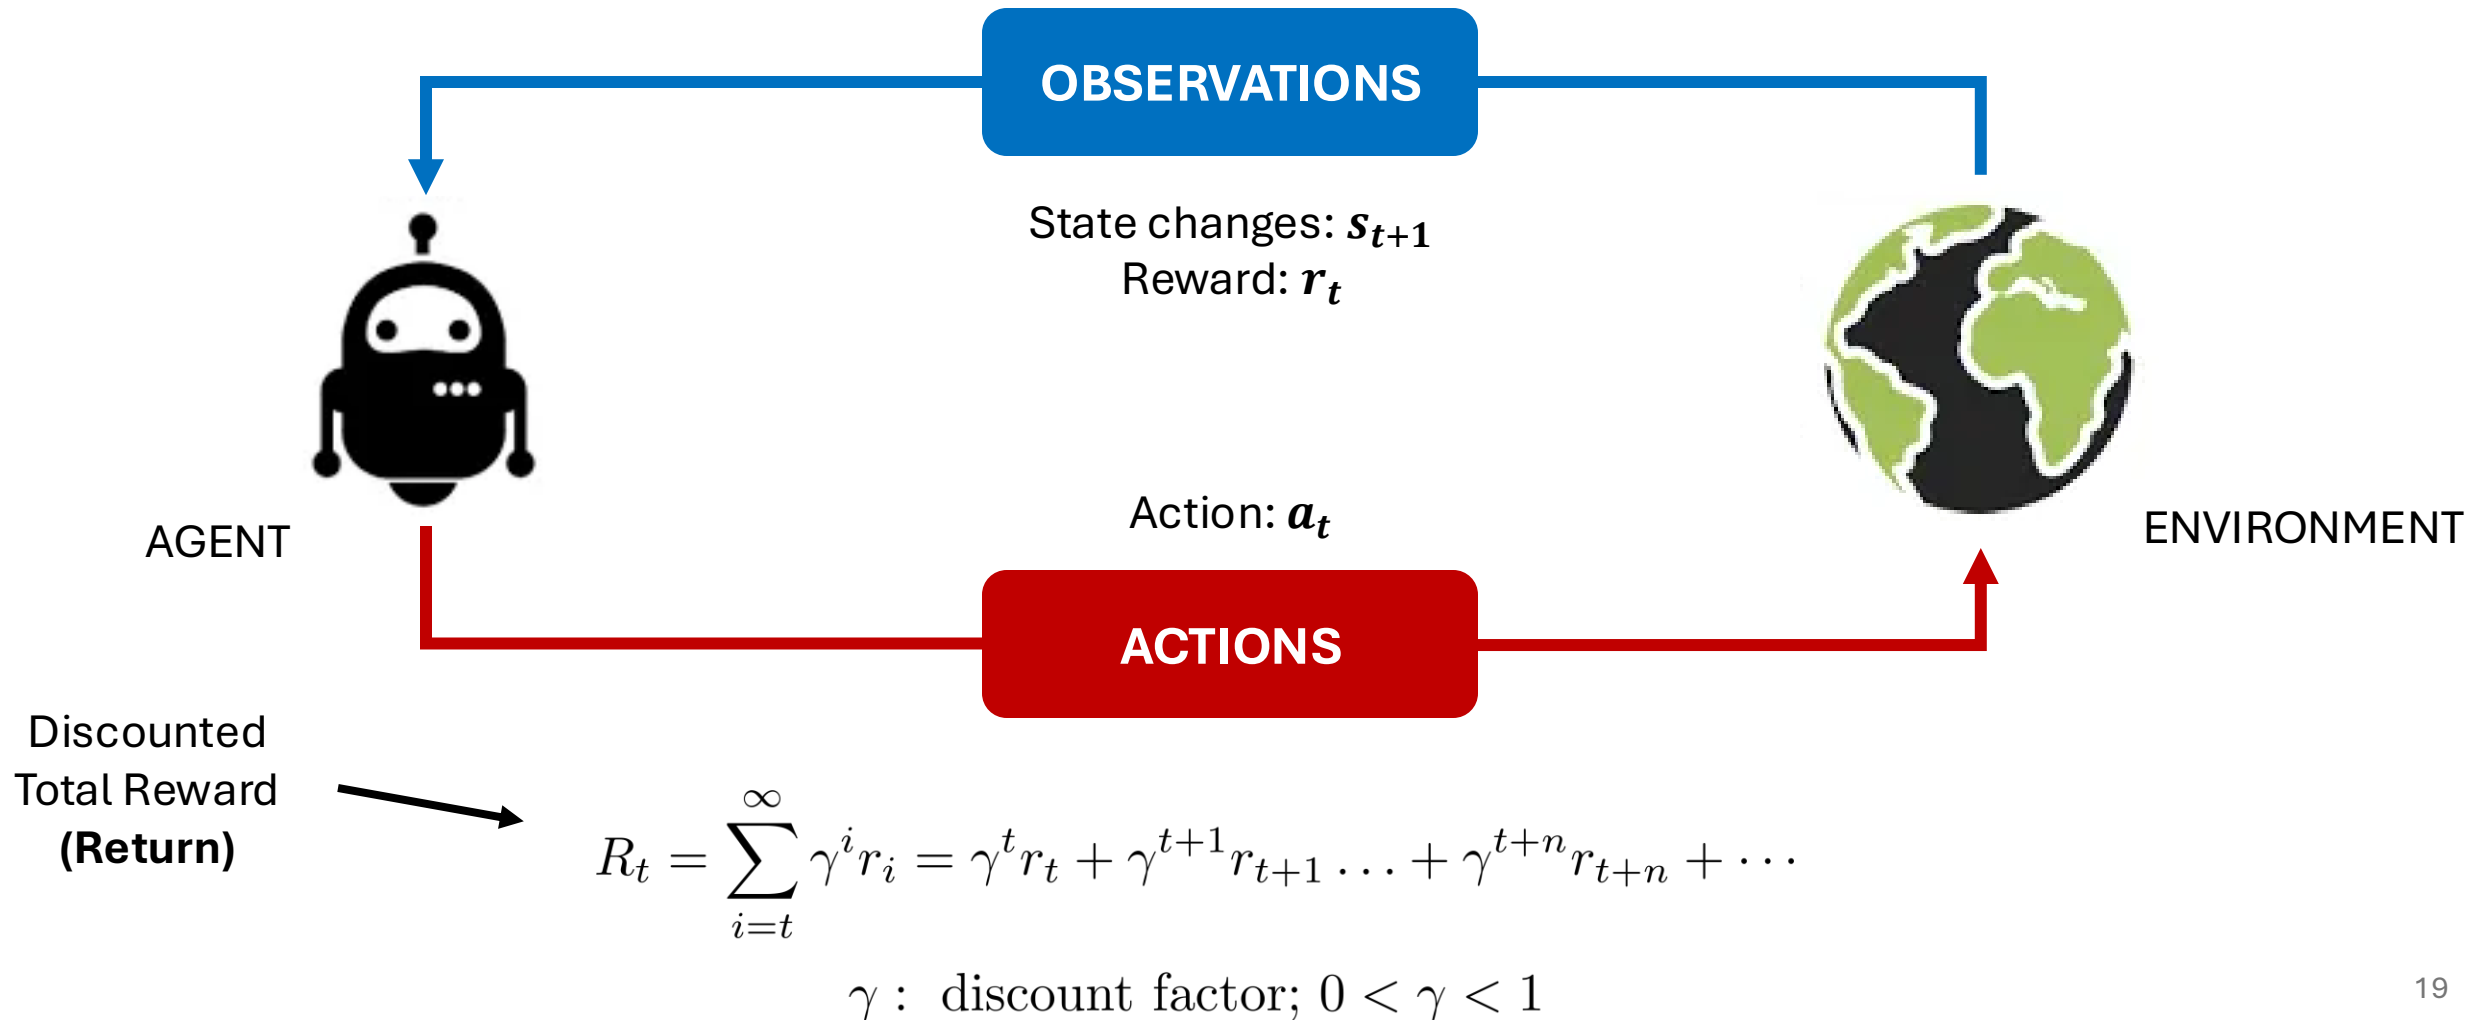 OBSERVATIONS
State changes: $s_{t+1}$
Reward: $r_t$
AGENT
Action: $a_t$
ENVIRONMENT
ACTIONS
Discounted
Total Reward
(Return)
$R_t = \sum_{i=t}^{\infty} \gamma^i r_i = \gamma^t r_t + \gamma^{t+1} r_{t+1} \ldots + \gamma^{t+n} r_{t+n} + \cdots$
$\gamma :$ discount factor; $0 < \gamma < 1$
19